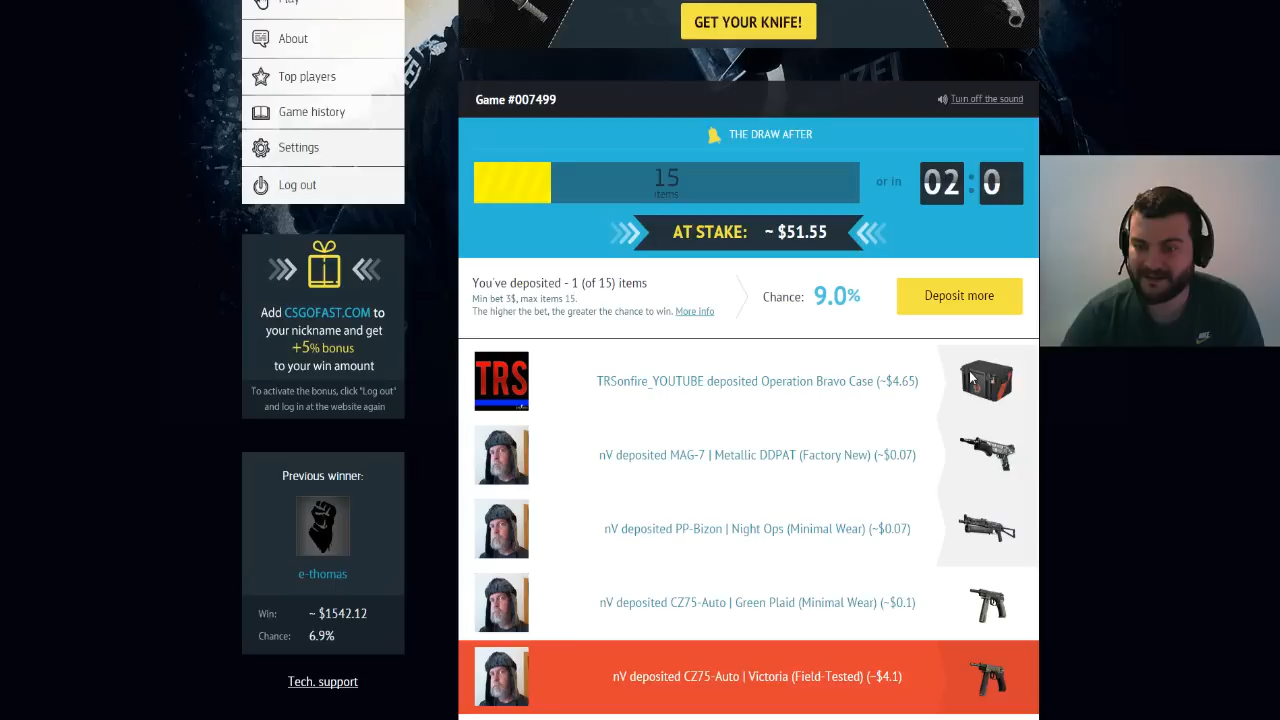 Play
GET YOUR KNIFE!
About
Top players
Game history
Settings
Log out
Game #007499
Turn off the sound
THE DRAW AFTER
15
items
or in
02:0
AT STAKE: ~ $51.55
You've deposited - 1 (of 15) items
Min bet 3$, max items 15.
The higher the bet, the greater the chance to win. More info
Chance: 9.0%
Deposit more
Add CSGOFAST.COM to
your nickname and get
+5% bonus
to your win amount
To activate the bonus, click "Log out"
and log in at the website again
Previous winner:
e-thomas
Win: ~ $1542.12
Chance: 6.9%
Tech. support
TRS
TRSonfire_YOUTUBE deposited Operation Bravo Case (~$4.65)
nV deposited MAG-7 | Metallic DDPAT (Factory New) (~$0.07)
nV deposited PP-Bizon | Night Ops (Minimal Wear) (~$0.07)
nV deposited CZ75-Auto | Green Plaid (Minimal Wear) (~$0.1)
nV deposited CZ75-Auto | Victoria (Field-Tested) (~$4.1)